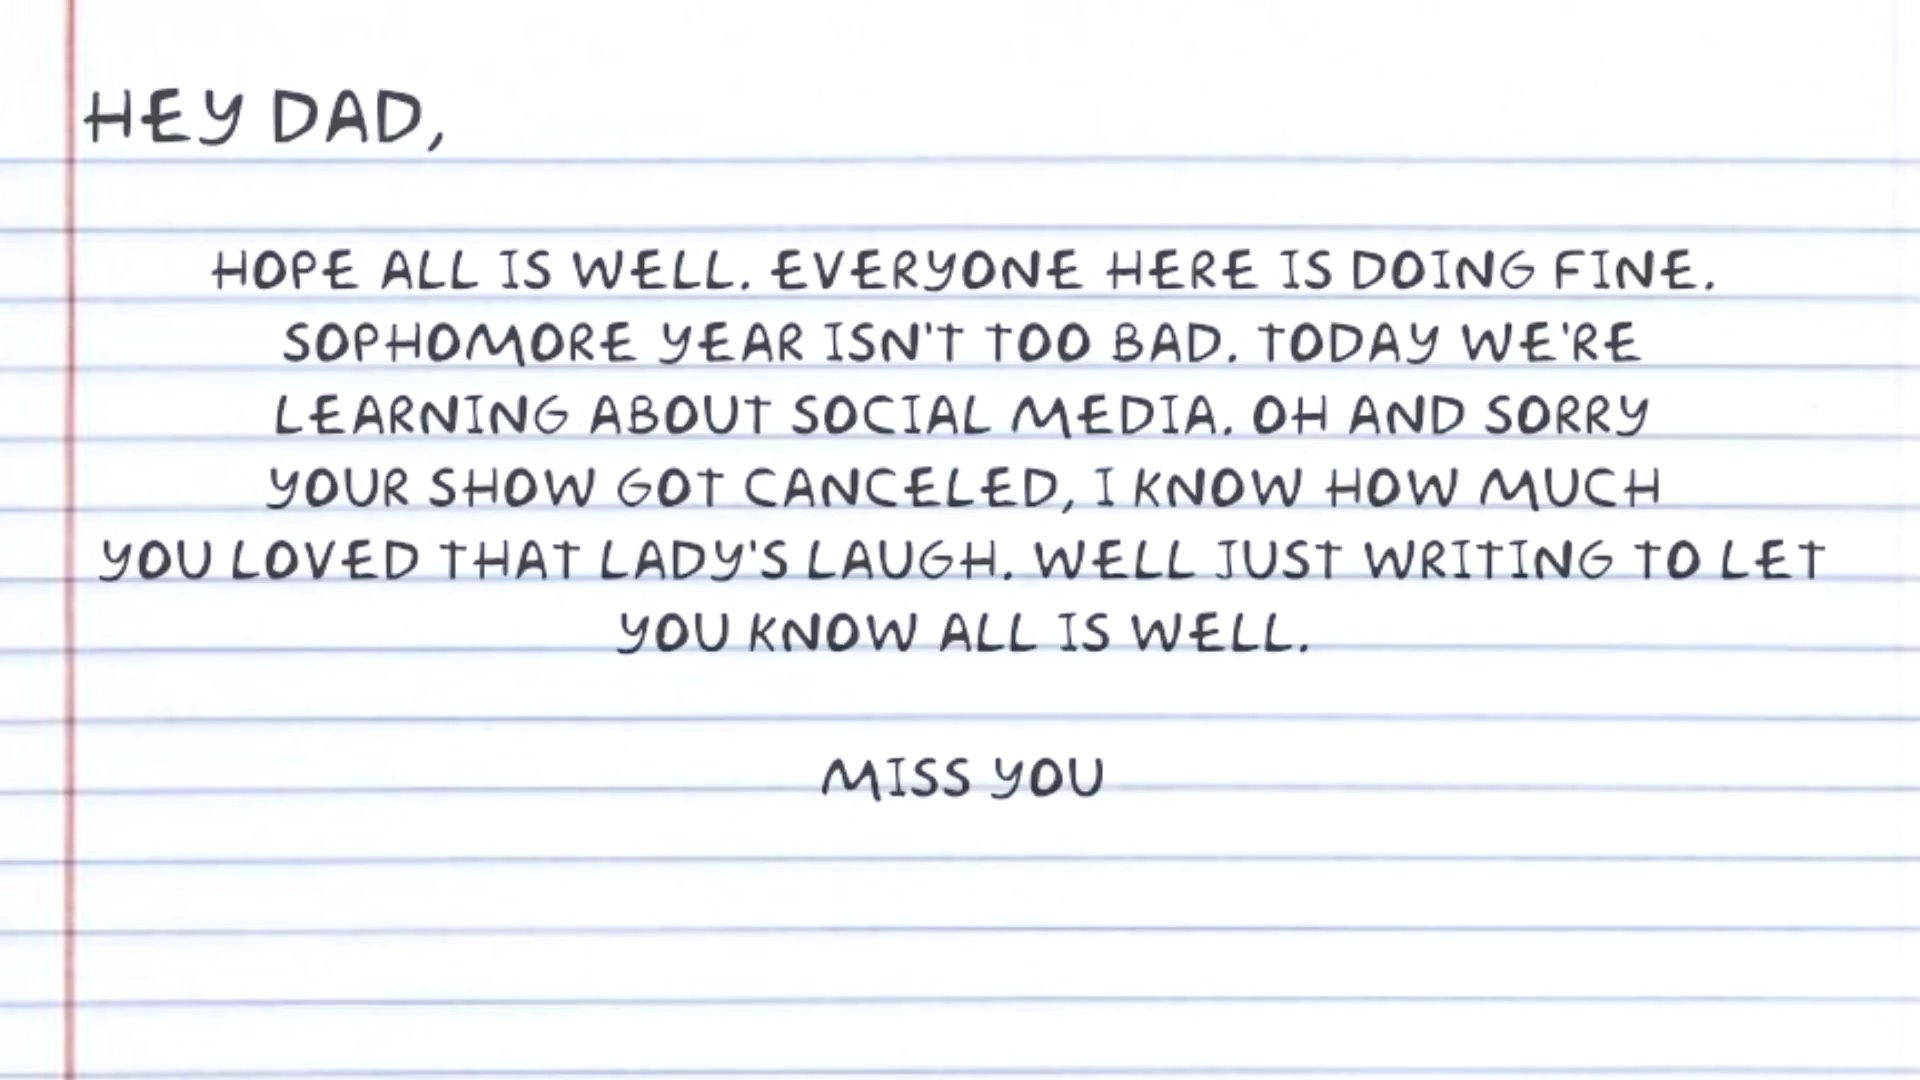 HEY DAD,
HOPE ALL IS WELL. EVERYONE HERE IS DOING FINE.
SOPHOMORE YEAR ISN'T TOO BAD. TODAY WE'RE
LEARNING ABOUT SOCIAL MEDIA. OH AND SORRY
YOUR SHOW GOT CANCELED, I KNOW HOW MUCH
YOU LOVED THAT LADY'S LAUGH. WELL JUST WRITING TO LET
YOU KNOW ALL IS WELL.
MISS YOU